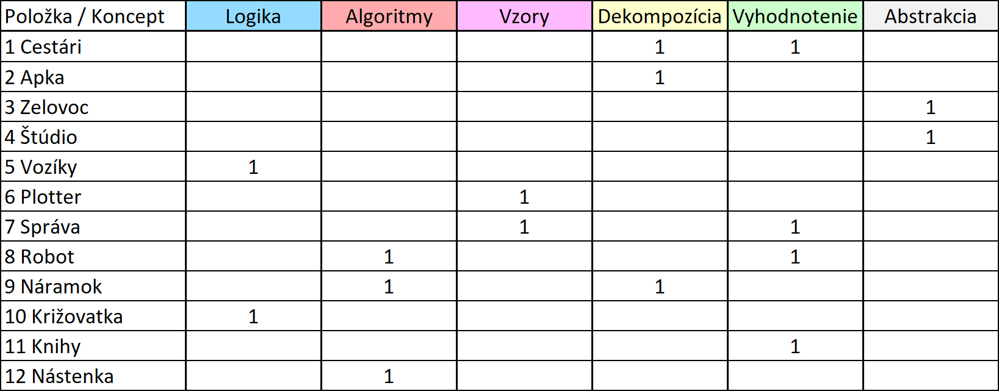 Položka / Koncept Logika Algoritmy Vzory Dekompozícia Vyhodnotenie Abstrakcia
1 Cestári 1 1
2 Apka 1
3 Zelovoc 1
4 Štúdio 1
5 Vozíky 1
6 Plotter 1
7 Správa 1 1
8 Robot 1 1
9 Náramok 1 1
10 Križovatka 1
11 Knihy 1
12 Nástenka 1